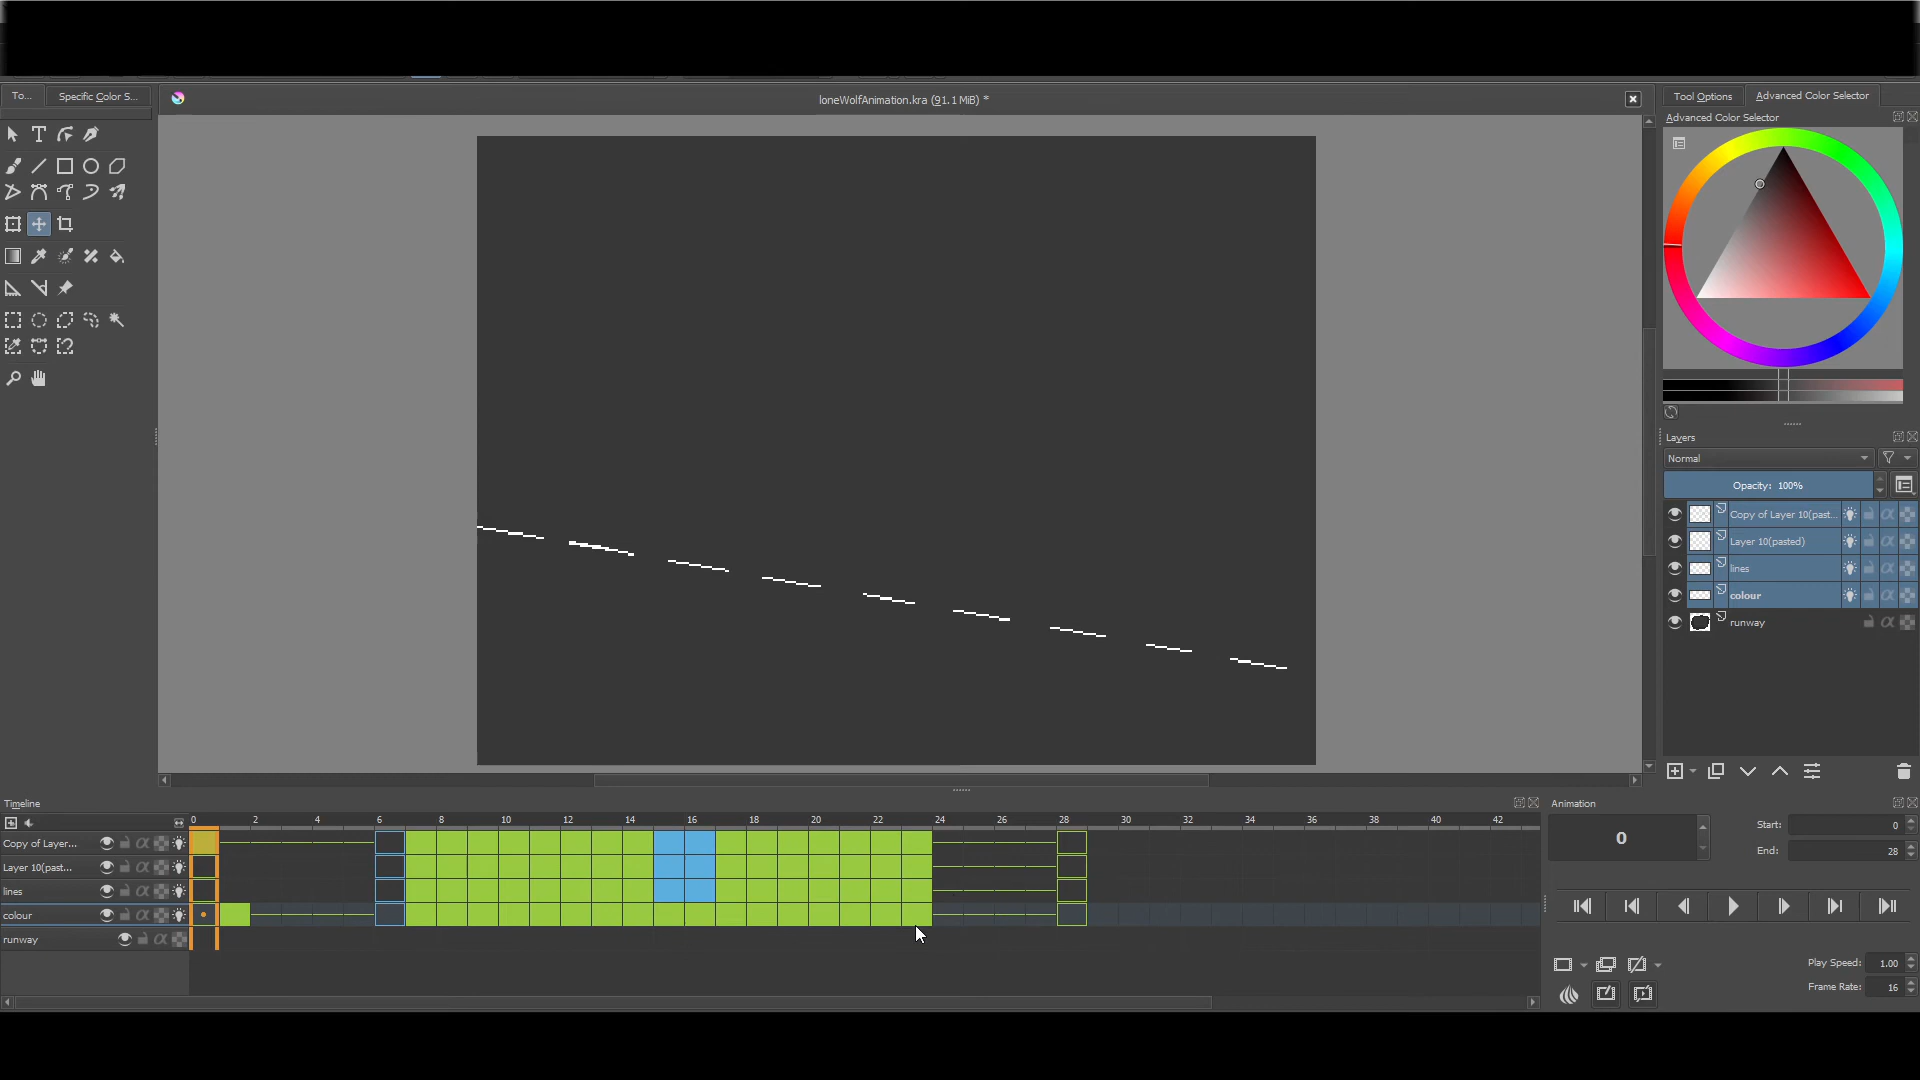 To...
Specific Color S...
loneWolfAnimation.kra (91.1 MiB) *
Tool Options
Advanced Color Selector
Advanced Color Selector
Layers
Normal
Opacity: 100%
Copy of Layer 10(past...
Layer 10(pasted)
lines
colour
runway
Timeline
0 2 4 6 8 10 12 14 16 18 20 22 24 26 28 30 32 34 36 38 40 42
Copy of Layer...
Layer 10(past...
lines
colour
runway
Animation
0
Start: 0
End: 28
Play Speed: 1.00
Frame Rate: 16